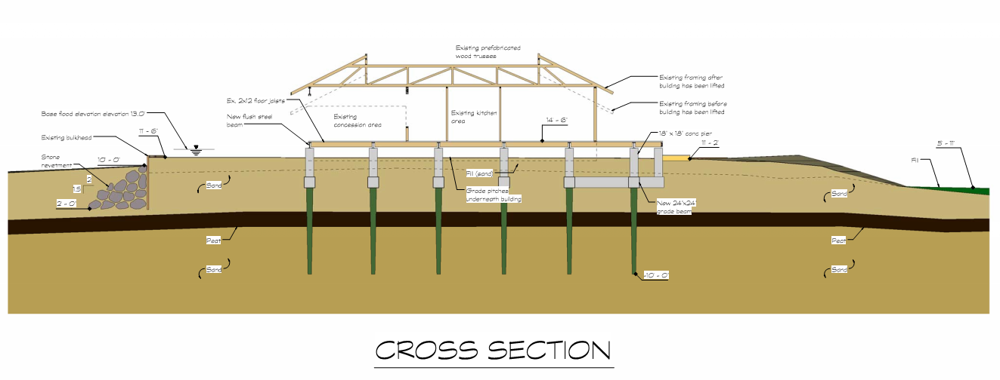 Existing prefabricated
wood trusses
Existing framing after
building has been lifted
Ex. 2x12 floor joists
Existing framing before
building has been lifted
Base flood elevation elevation 13.0'
New flush steel
beam
Existing
concession area
Existing kitchen
area
14' - 6"
11' - 6"
Existing bulkhead
18" x 18" conc pier
11' - 2"
5' - 11"
Stone
revetment
10' - 0"
Fill
Fill (sand)
2
1.5
Sand
Grade pitches
underneath building
Sand
2' - 0"
New 24"x24"
grade beam
Peat
Peat
Sand
Sand
-10' - 0"
CROSS SECTION